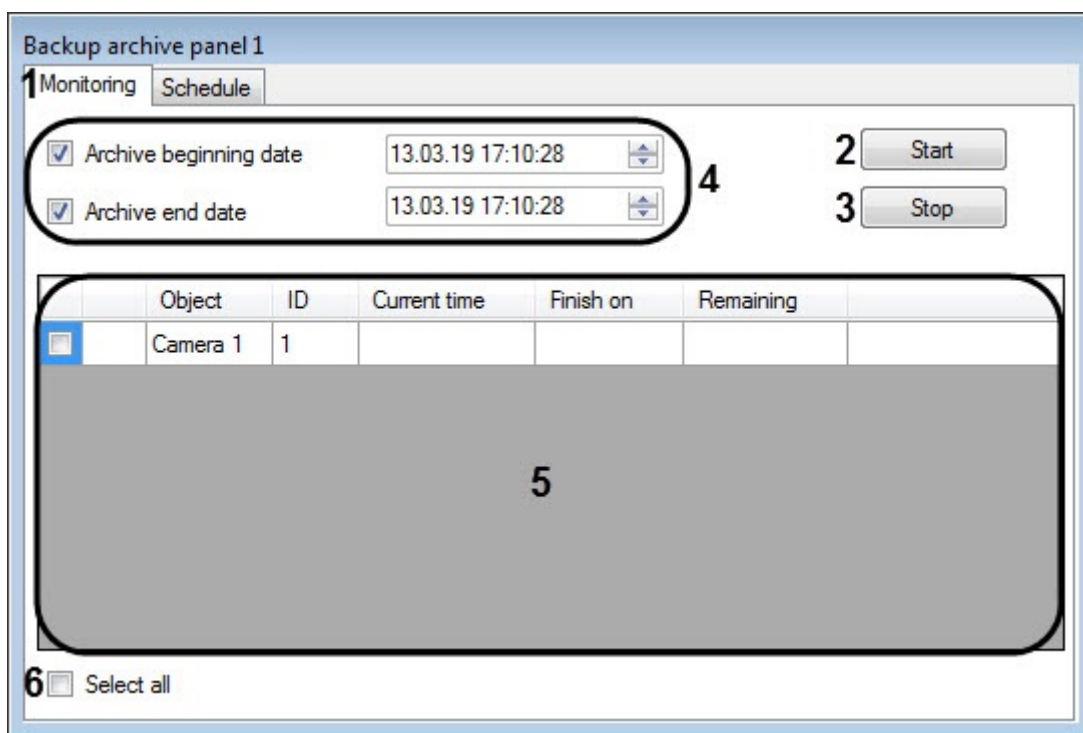 Backup archive panel 1
1 Monitoring Schedule
Archive beginning date 13.03.19 17:10:28 2 Start
4
Archive end date 13.03.19 17:10:28 3 Stop
Object ID Current time Finish on Remaining
Camera 1 1
5
6 Select all